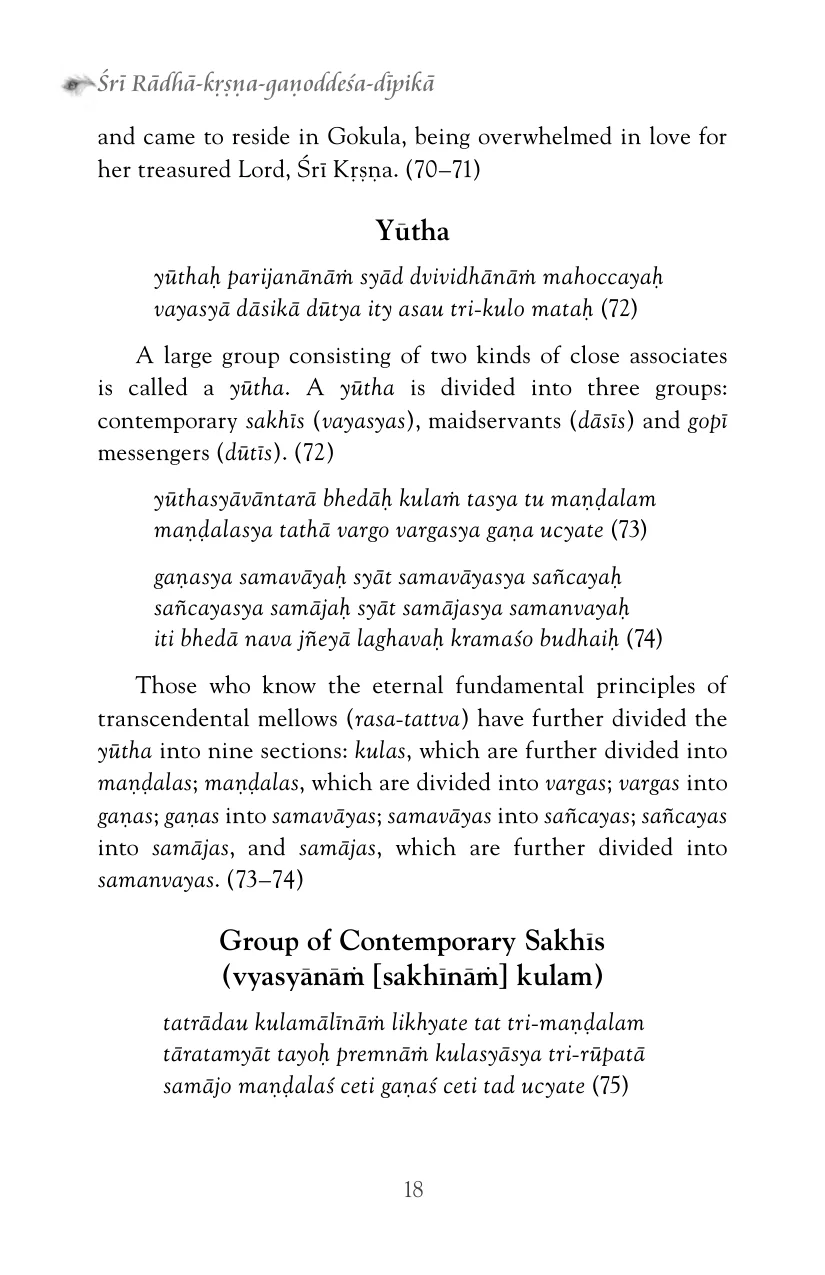 Śrī Rādhā-kṛṣṇa-gaṇoddeśa-dīpikā
and came to reside in Gokula, being overwhelmed in love for
her treasured Lord, Śrī Kṛṣṇa. (70–71)
Yūtha
yūthaḥ parijanānāṁ syād dvividhānāṁ mahoccayaḥ
vayasyā dāsikā dūtya ity asau tri-kulo mataḥ (72)
A large group consisting of two kinds of close associates
is called a yūtha. A yūtha is divided into three groups:
contemporary sakhīs (vayasyas), maidservants (dāsīs) and gopī
messengers (dūtīs). (72)
yūthasyāvāntarā bhedāḥ kulaṁ tasya tu maṇḍalam
maṇḍalasya tathā vargo vargasya gaṇa ucyate (73)
gaṇasya samavāyaḥ syāt samavāyasya sañcayaḥ
sañcayasya samājaḥ syāt samājasya samanvayaḥ
iti bhedā nava jñeyā laghavaḥ kramaśo budhaiḥ (74)
Those who know the eternal fundamental principles of
transcendental mellows (rasa-tattva) have further divided the
yūtha into nine sections: kulas, which are further divided into
maṇḍalas; maṇḍalas, which are divided into vargas; vargas into
gaṇas; gaṇas into samavāyas; samavāyas into sañcayas; sañcayas
into samājas, and samājas, which are further divided into
samanvayas. (73–74)
Group of Contemporary Sakhīs
(vyasyānāṁ [sakhīnāṁ] kulam)
tatrādau kulamālīnāṁ likhyate tat tri-maṇḍalam
tāratamyāt tayoḥ premnāṁ kulasyāsya tri-rūpatā
samājo maṇḍalaś ceti gaṇaś ceti tad ucyate (75)
18